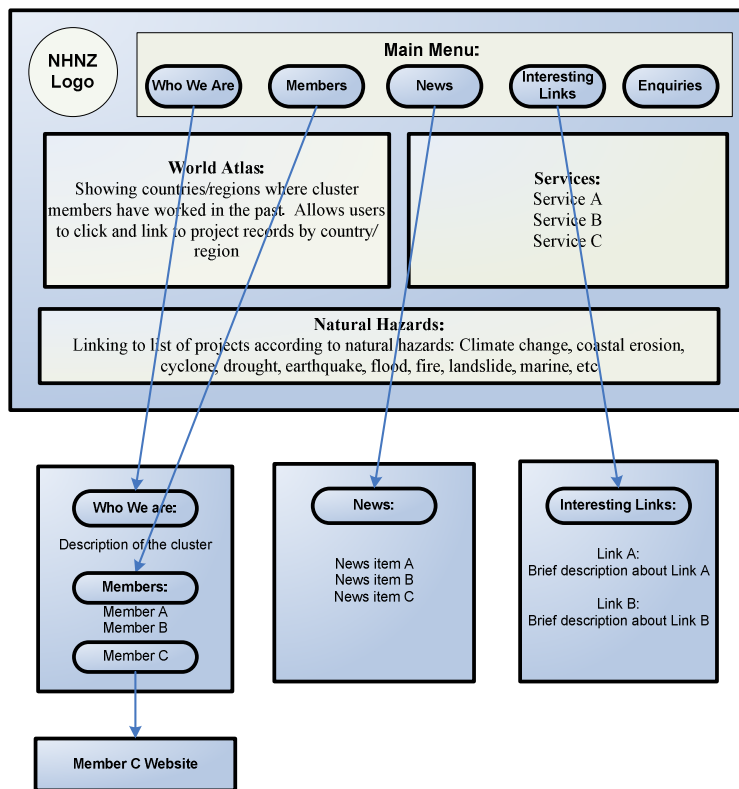 NHNZ
Logo
Main Menu:
Who We Are
Members
News
Interesting
Links
Enquiries
World Atlas:
Showing countries/regions where cluster
members have worked in the past.  Allows users
to click and link to project records by country/
region
Services:
Service A
Service B
Service C
Natural Hazards:
Linking to list of projects according to natural hazards: Climate change, coastal erosion,
cyclone, drought, earthquake, flood, fire, landslide, marine, etc
Who We are:
Description of the cluster
Members:
Member A
Member B
Member C
Member C Website
News:
News item A
News item B
News item C
Interesting Links:
Link A:
Brief description about Link A
Link B:
Brief description about Link B